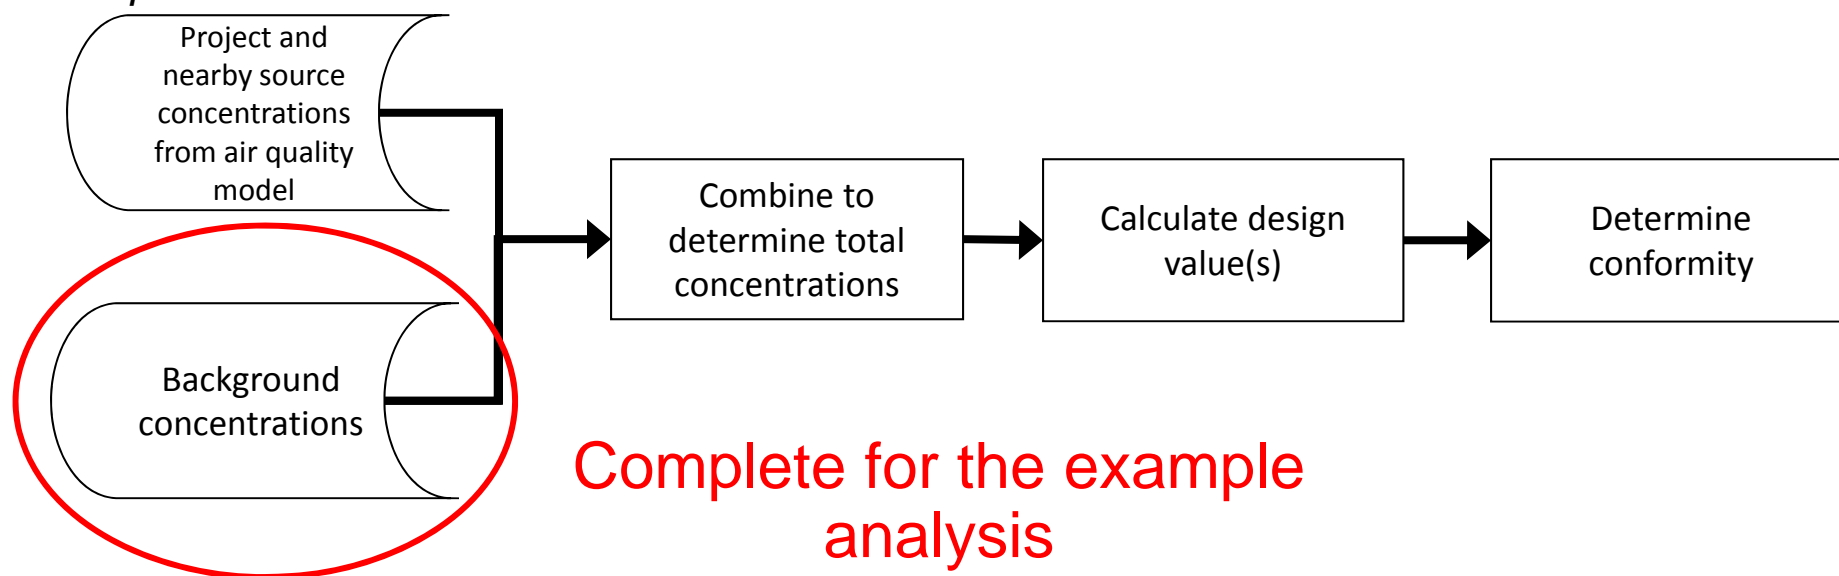 Project and
nearby source
concentrations
from air quality
model
Combine to
determine total
concentrations
Calculate design
value(s)
Determine
conformity
Background
concentrations
Complete for the example
analysis